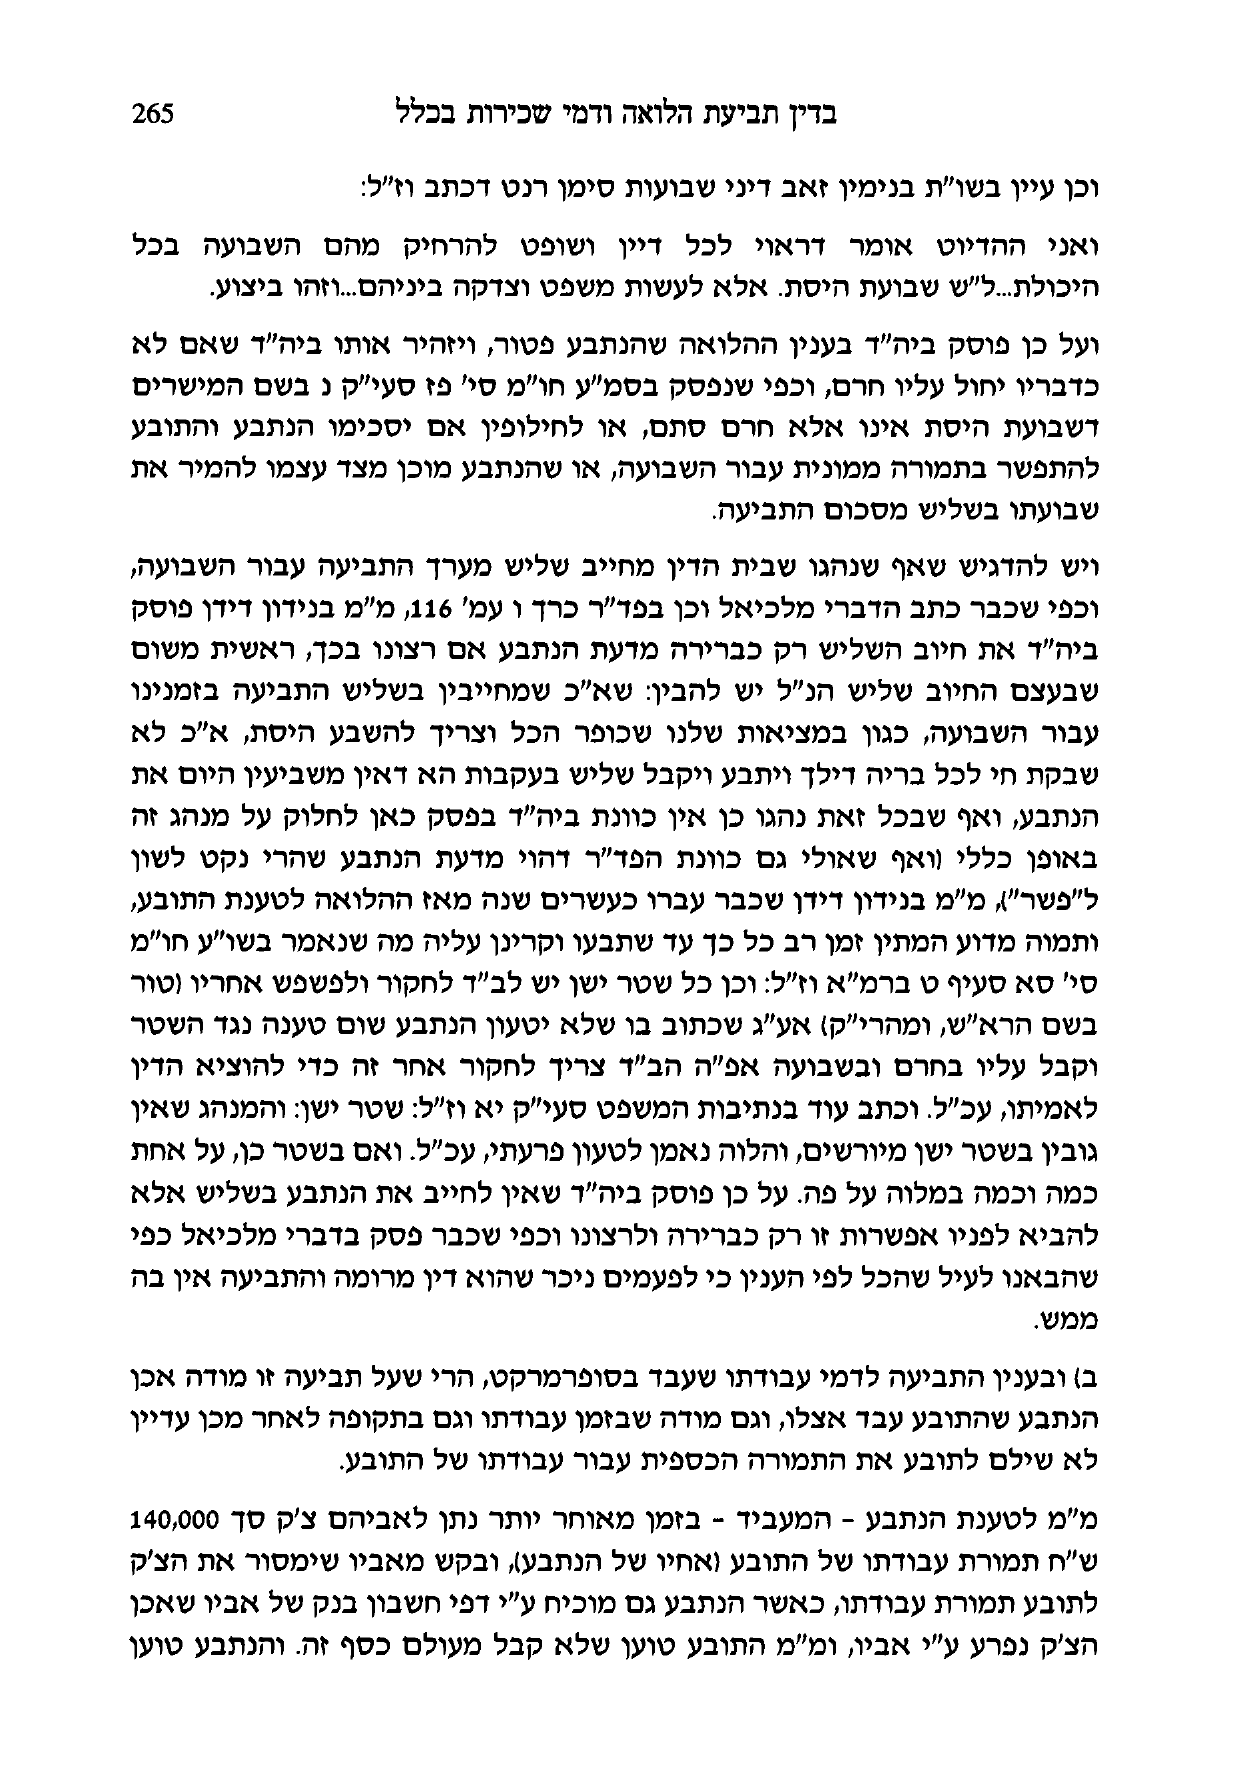 בדין תביעת הלואה ודמי שכירות בכלל 265
וכן עיין בשו"ת בנימין זאב דיני שבועות סימן רנט דכתב וז"ל:
ואני ההדיוט אומר דראוי לכל דיין ושופט להרחיק מהם השבועה בכל
היכולת...ל"ש שבועת היסת. אלא לעשות משפט וצדקה ביניהם...וזהו ביצוע.
ועל כן פוסק ביה"ד בענין ההלואה שהנתבע פטור, ויזהיר אותו ביה"ד שאם לא
כדבריו יחול עליו חרם, וכפי שנפסק בסמ"ע חו"מ סי' פז סעי"ק נ בשם המישרים
דשבועת היסת אינו אלא חרם סתם, או לחילופין אם יסכימו הנתבע והתובע
להתפשר בתמורה ממונית עבור השבועה, או שהנתבע מוכן מצד עצמו להמיר את
שבועתו בשליש מסכום התביעה.
ויש להדגיש שאף שנהגו שבית הדין מחייב שליש מערך התביעה עבור השבועה,
וכפי שכבר כתב הדברי מלכיאל וכן בפד"ר כרך ו עמ' 116, מ"מ בנידון דידן פוסק
ביה"ד את חיוב השליש רק כברירה מדעת הנתבע אם רצונו בכך, ראשית משום
שבעצם החיוב שליש הנ"ל יש להבין: שא"כ שמחייבין בשליש התביעה בזמנינו
עבור השבועה, כגון במציאות שלנו שכופר הכל וצריך להשבע היסת, א"כ לא
שבקת חי לכל בריה דילך ויתבע ויקבל שליש בעקבות הא דאין משביעין היום את
הנתבע, ואף שבכל זאת נהגו כן אין כוונת ביה"ד בפסק כאן לחלוק על מנהג זה
באופן כללי (ואף שאולי גם כוונת הפד"ר דהוי מדעת הנתבע שהרי נקט לשון
ל"פשר"), מ"מ בנידון דידן שכבר עברו כעשרים שנה מאז ההלואה לטענת התובע,
ותמוה מדוע המתין זמן רב כל כך עד שתבעו וקרינן עליה מה שנאמר בשו"ע חו"מ
סי' סא סעיף ט ברמ"א וז"ל: וכן כל שטר ישן יש לב"ד לחקור ולפשפש אחריו (טור
בשם הרא"ש, ומהרי"ק) אע"ג שכתוב בו שלא יטעון הנתבע שום טענה נגד השטר
וקבל עליו בחרם ובשבועה אפ"ה הב"ד צריך לחקור אחר זה כדי להוציא הדין
לאמיתו, עכ"ל. וכתב עוד בנתיבות המשפט סעי"ק יא וז"ל: שטר ישן: והמנהג שאין
גובין בשטר ישן מיורשים, והלוה נאמן לטעון פרעתי, עכ"ל. ואם בשטר כן, על אחת
כמה וכמה במלוה על פה. על כן פוסק ביה"ד שאין לחייב את הנתבע בשליש אלא
להביא לפניו אפשרות זו רק כברירה ולרצונו וכפי שכבר פסק בדברי מלכיאל כפי
שהבאנו לעיל שהכל לפי הענין כי לפעמים ניכר שהוא דין מרומה והתביעה אין בה
ממש.
ב) ובענין התביעה לדמי עבודתו שעבד בסופרמרקט, הרי שעל תביעה זו מודה אכן
הנתבע שהתובע עבד אצלו, וגם מודה שבזמן עבודתו וגם בתקופה לאחר מכן עדיין
לא שילם לתובע את התמורה הכספית עבור עבודתו של התובע.
מ"מ לטענת הנתבע - המעביד - בזמן מאוחר יותר נתן לאביהם צ'ק סך 140,000
ש"ח תמורת עבודתו של התובע (אחיו של הנתבע), ובקש מאביו שימסור את הצ'ק
לתובע תמורת עבודתו, כאשר הנתבע גם מוכיח ע"י דפי חשבון בנק של אביו שאכן
הצ'ק נפרע ע"י אביו, ומ"מ התובע טוען שלא קבל מעולם כסף זה. והנתבע טוען